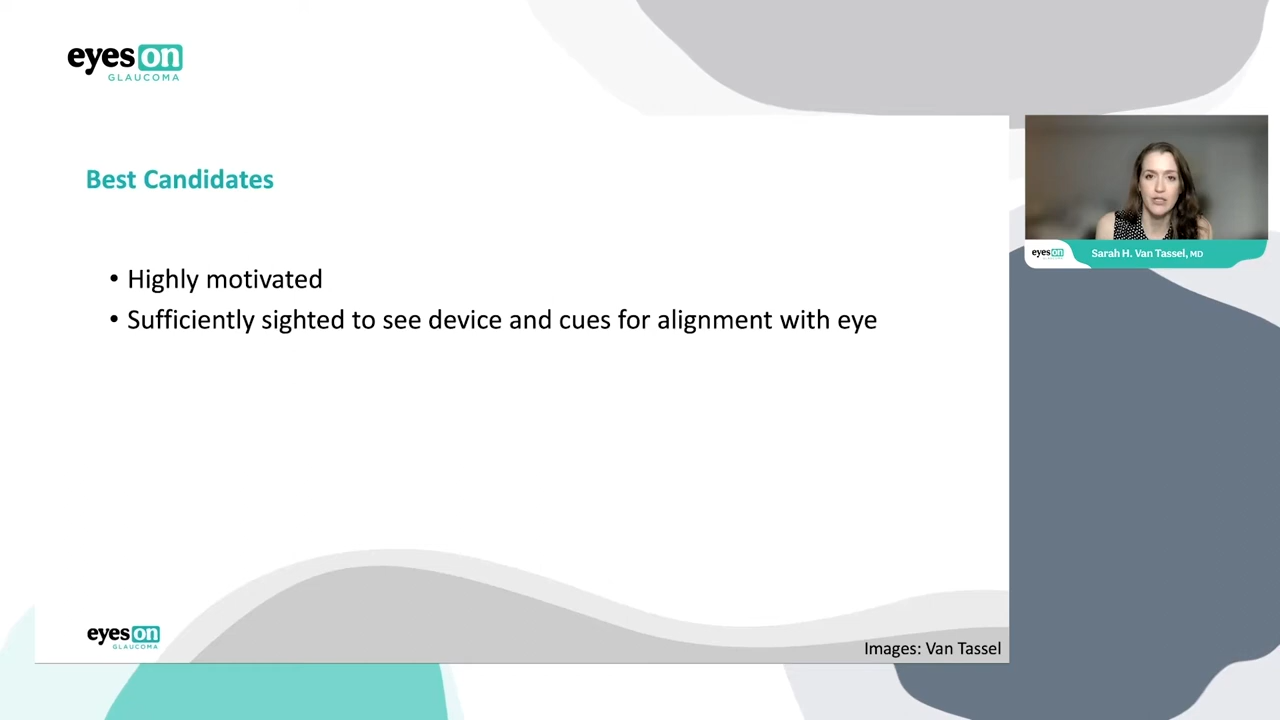 eyes on
GLAUCOMA
Best Candidates
• Highly motivated
• Sufficiently sighted to see device and cues for alignment with eye
eyes on
GLAUCOMA
Images: Van Tassel
eyes on
Sarah H. Van Tassel, MD